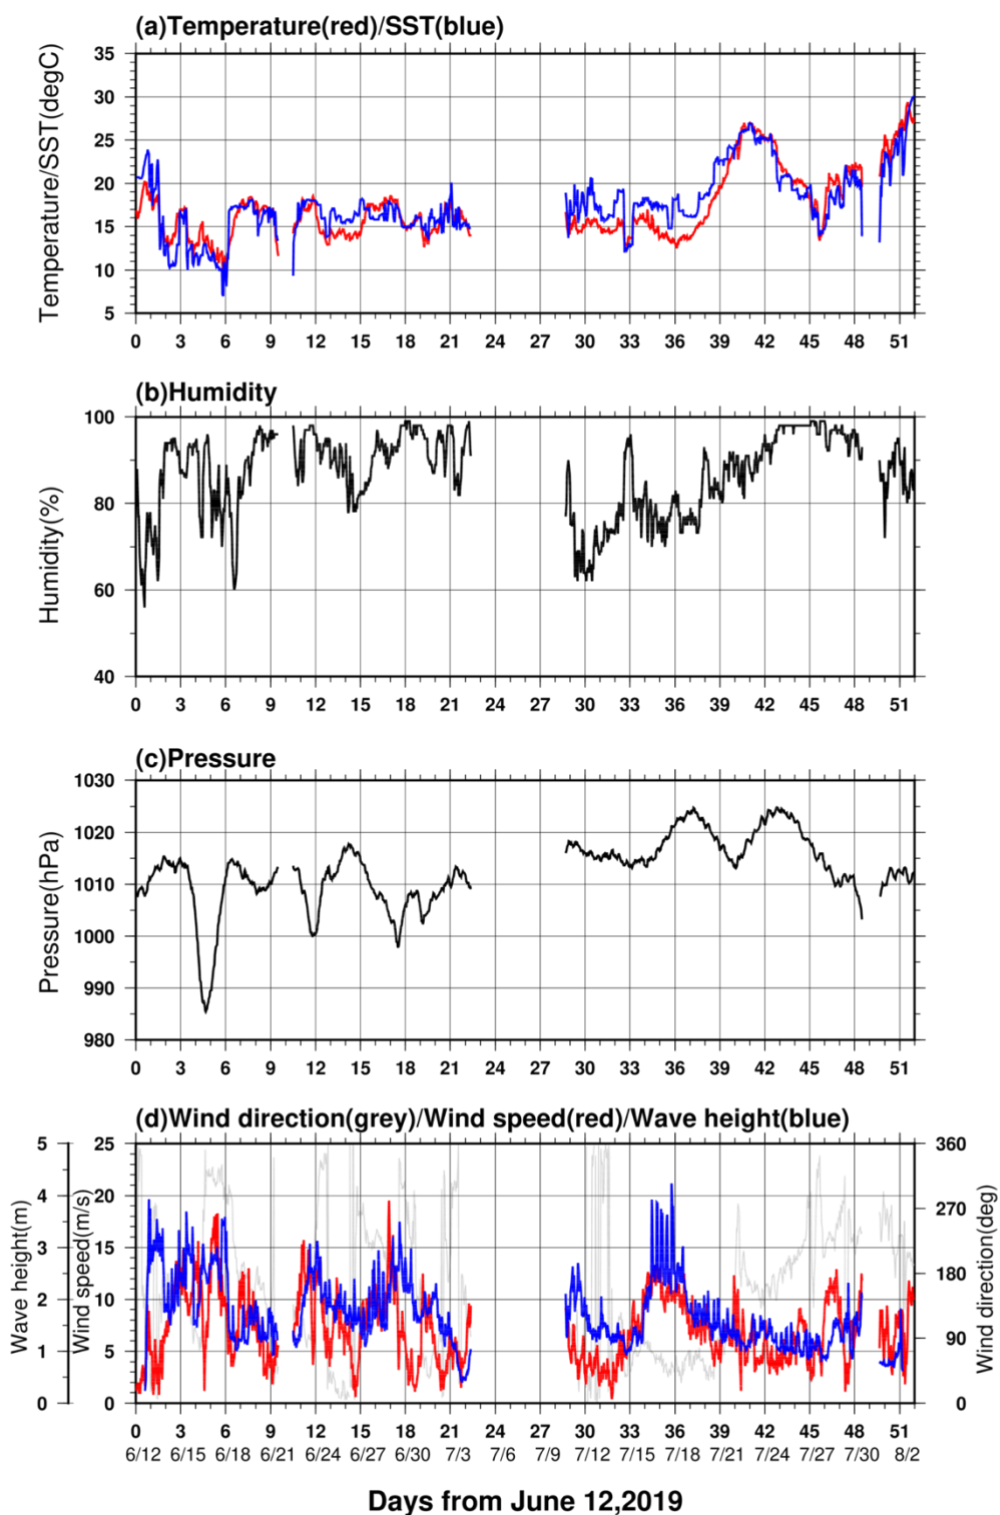 (a)Temperature(red)/SST(blue)
Temperature/SST(degC)
35
30
25
20
15
10
5
0 3 6 9 12 15 18 21 24 27 30 33 36 39 42 45 48 51
(b)Humidity
Humidity(%)
100
80
60
40
0 3 6 9 12 15 18 21 24 27 30 33 36 39 42 45 48 51
(c)Pressure
Pressure(hPa)
1030
1020
1010
1000
990
980
0 3 6 9 12 15 18 21 24 27 30 33 36 39 42 45 48 51
(d)Wind direction(grey)/Wind speed(red)/Wave height(blue)
Wave height(m)
Wind speed(m/s)
Wind direction(deg)
5 25 360
4 20 270
3 15
2 10 180
1 5 90
0 0 0
0 3 6 9 12 15 18 21 24 27 30 33 36 39 42 45 48 51
6/12 6/15 6/18 6/21 6/24 6/27 6/30 7/3 7/6 7/9 7/12 7/15 7/18 7/21 7/24 7/27 7/30 8/2
Days from June 12,2019